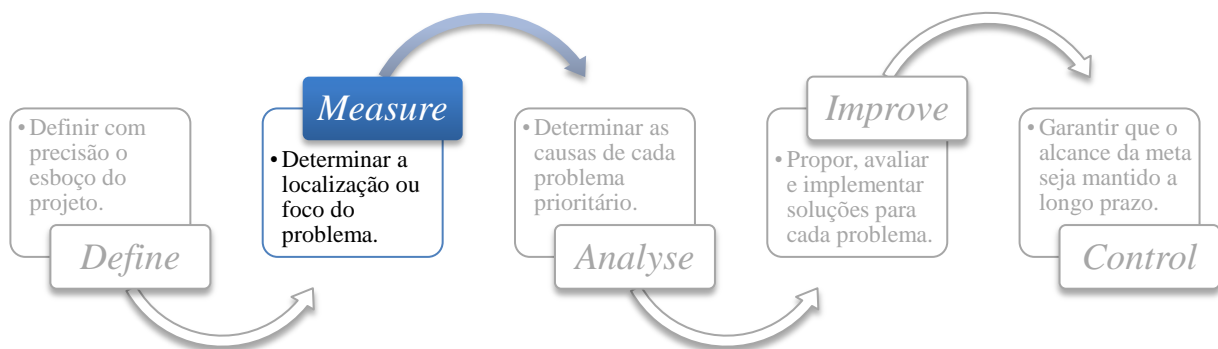 • Definir com
precisão o
esboço do
projeto.
Define
Measure
• Determinar a
localização ou
foco do
problema.
• Determinar as
causas de cada
problema
prioritário.
Analyse
Improve
• Propor, avaliar
e implementar
soluções para
cada problema.
• Garantir que o
alcance da meta
seja mantido a
longo prazo.
Control